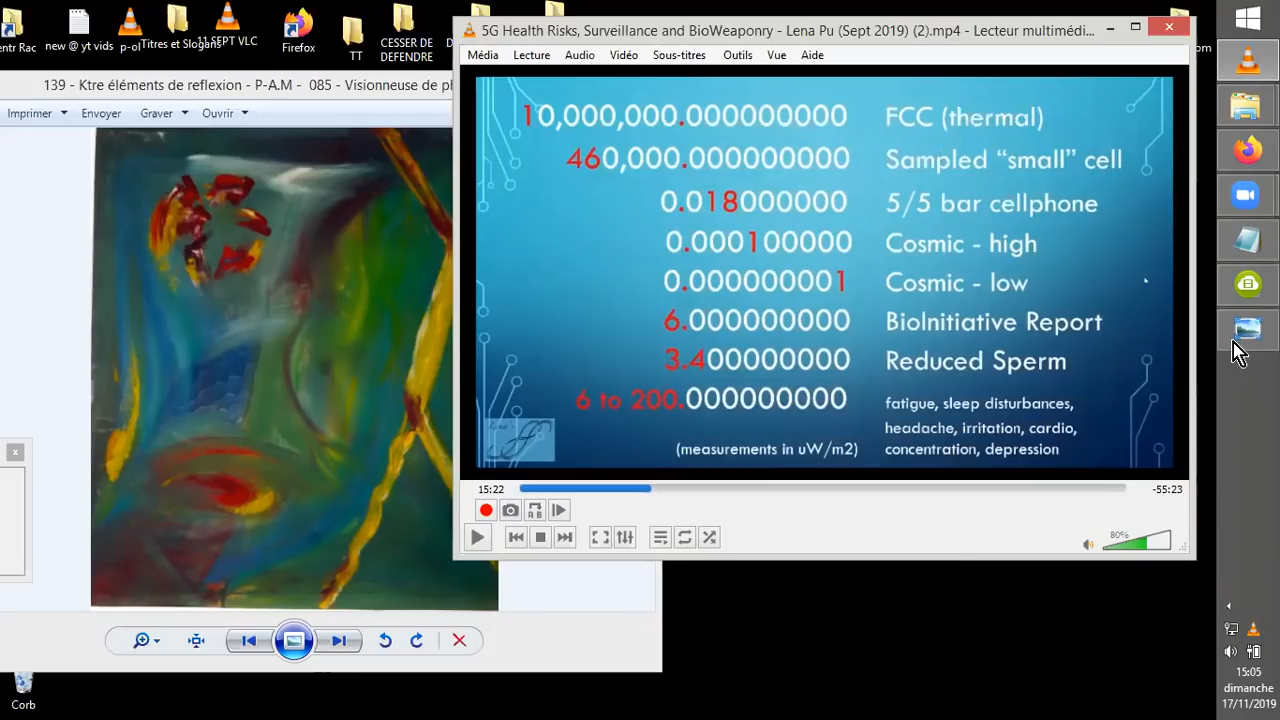 entr Rac
new @ yt vids
p-ol
Titres et Slogans
11 SEPT VLC
Firefox
TT
CESSER DE
DEFENDRE
139 - Ktre éléments de reflexion - P-A.M - 085 - Visionneuse de ph
Imprimer
Envoyer
Graver
Ouvrir
5G Health Risks, Surveillance and BioWeaponry - Lena Pu (Sept 2019) (2).mp4 - Lecteur multimédi...
Média Lecture Audio Vidéo Sous-titres Outils Vue Aide
10,000,000.000000000 FCC (thermal)
460,000.000000000 Sampled “small” cell
0.018000000 5/5 bar cellphone
0.000100000 Cosmic - high
0.000000001 Cosmic - low
6.000000000 BioInitiative Report
3.400000000 Reduced Sperm
6 to 200.000000000 fatigue, sleep disturbances,
headache, irritation, cardio,
(measurements in uW/m2) concentration, depression
15:22
-55:23
80%
Corb
15:05
dimanche
17/11/2019